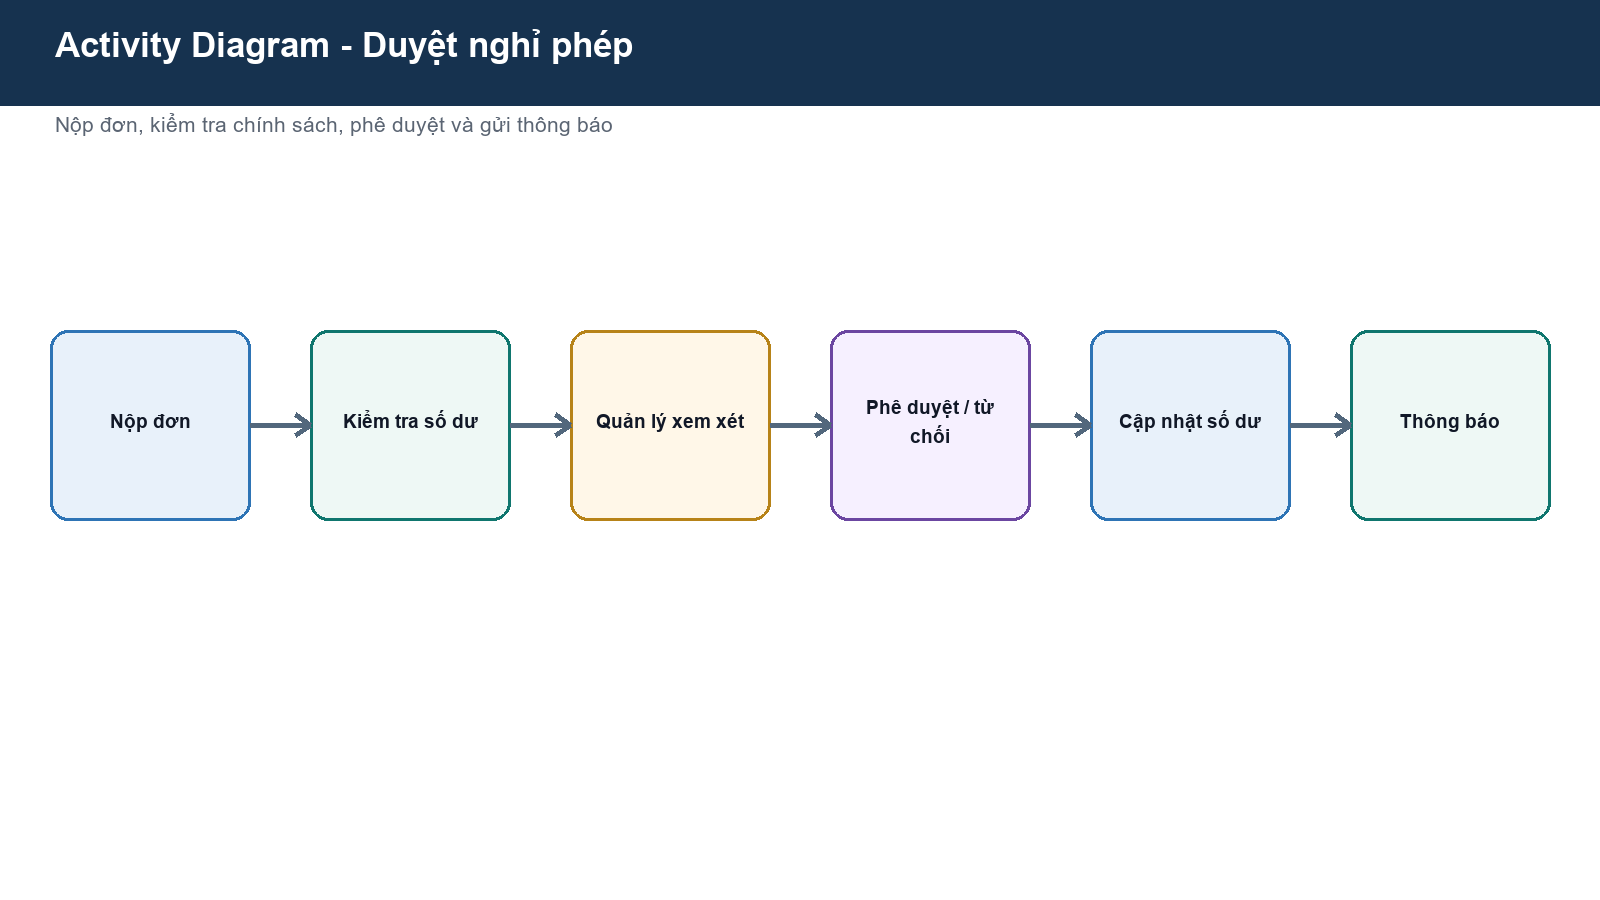 Activity Diagram - Duyệt nghỉ phép
Nộp đơn, kiểm tra chính sách, phê duyệt và gửi thông báo
Nộp đơn
Kiểm tra số dư
Quản lý xem xét
Phê duyệt / từ
chối
Cập nhật số dư
Thông báo